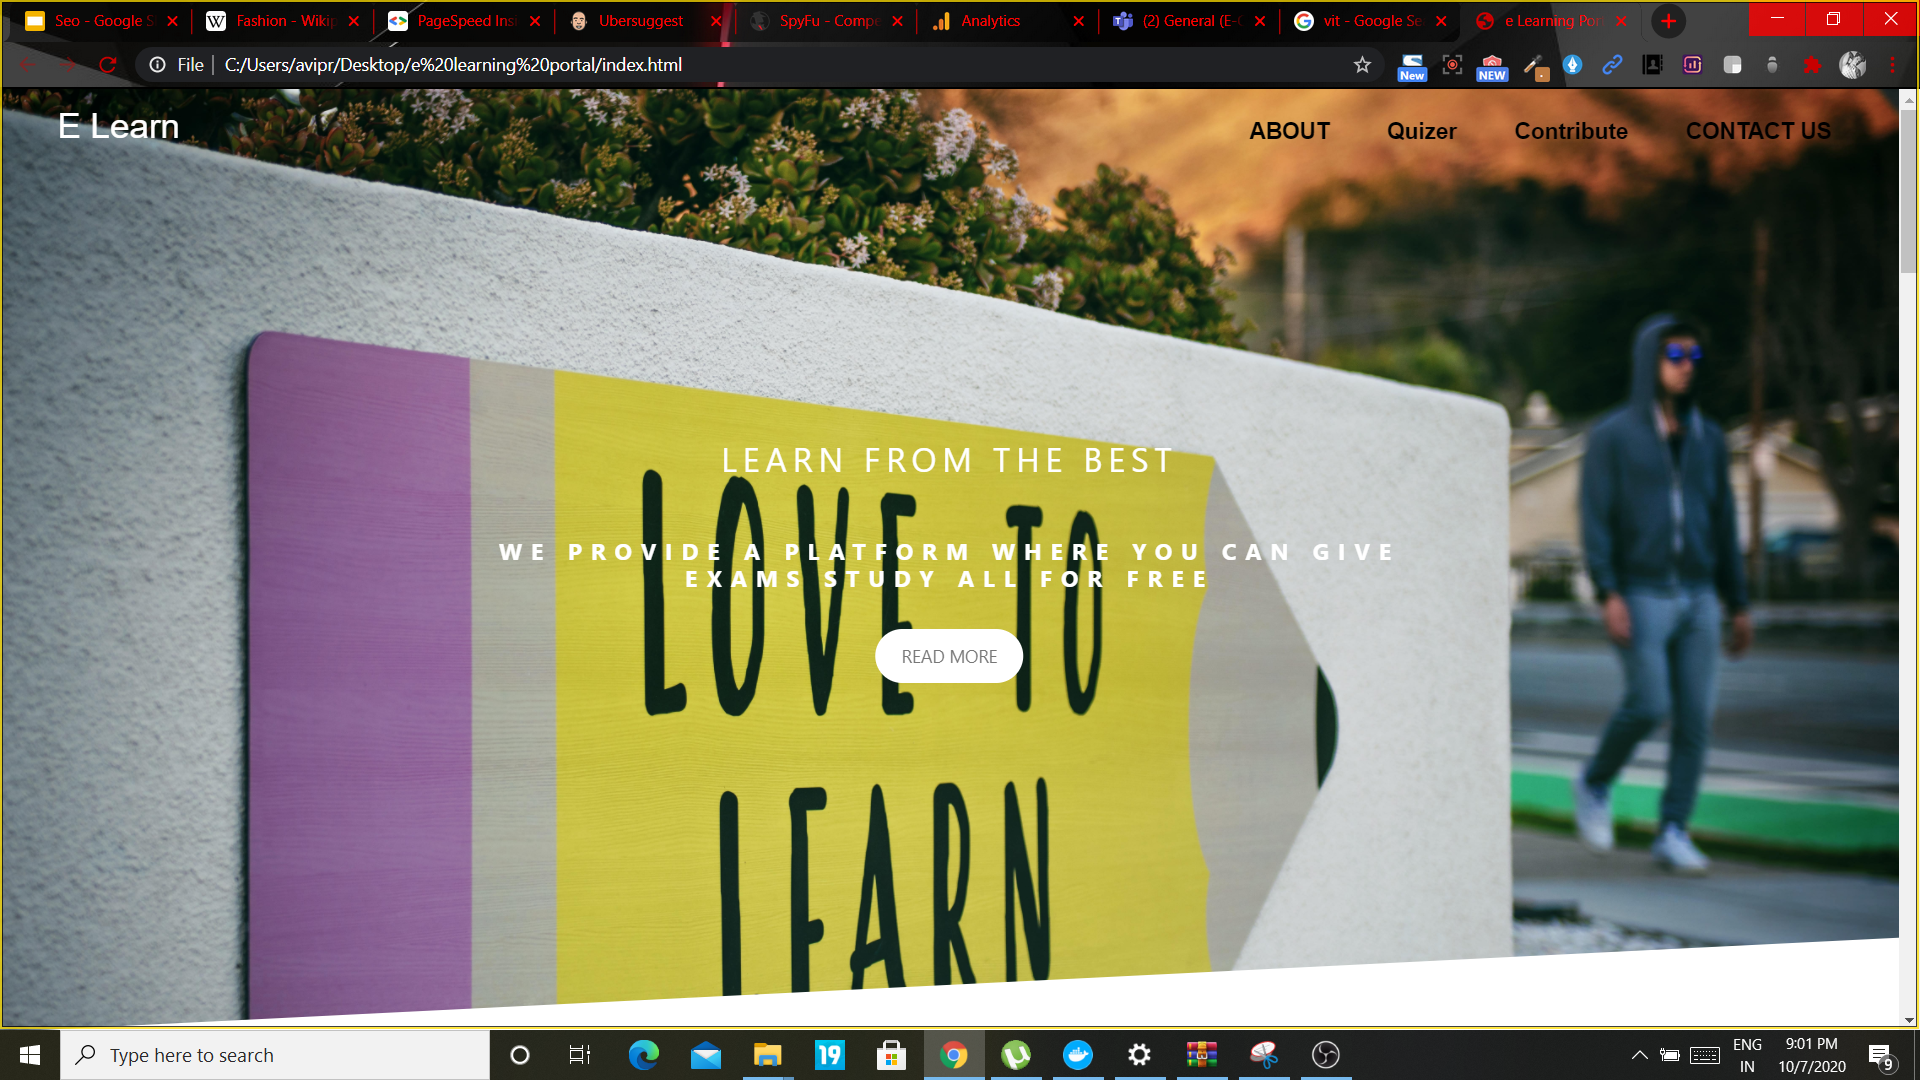 Seo - Google S
Fashion - Wikip
PageSpeed Insi
Ubersuggest
SpyFu - Compe
Analytics
(2) General (E-
vit - Google Se
e Learning Por
File
C:/Users/avipr/Desktop/e%20learning%20portal/index.html
New
NEW
E Learn
ABOUT
Quizer
Contribute
CONTACT US
LEARN FROM THE BEST
LOVE TO
WE PROVIDE A PLATFORM WHERE YOU CAN GIVE
EXAMS STUDY ALL FOR FREE
READ MORE
LEARN
Type here to search
19
ENG
IN
9:01 PM
10/7/2020
9